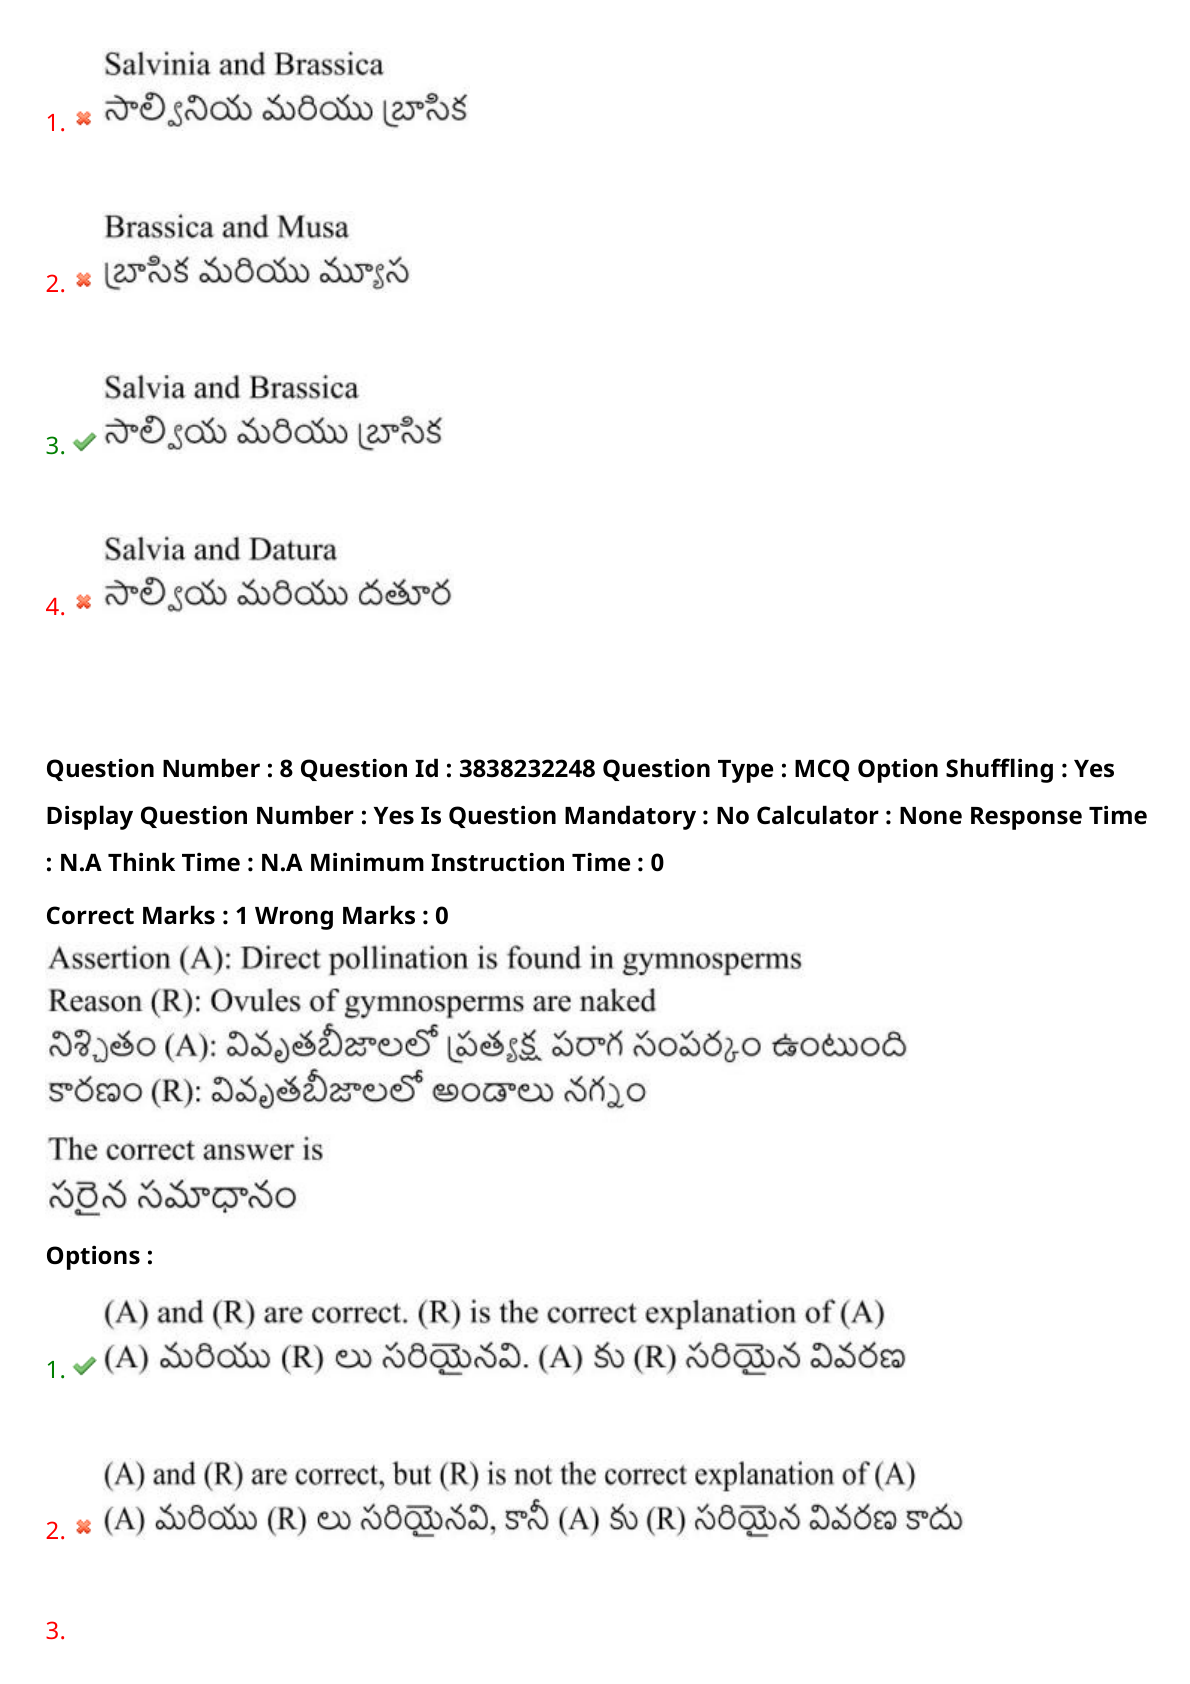 Salvinia and Brassica
1. సాల్వినియ మరియు బ్రాసిక
Brassica and Musa
2. బ్రాసిక మరియు మ్యూస
Salvia and Brassica
3. సాల్వియ మరియు బ్రాసిక
Salvia and Datura
4. సాల్వియ మరియు దతూర
Question Number : 8 Question Id : 3838232248 Question Type : MCQ Option Shuffling : Yes
Display Question Number : Yes Is Question Mandatory : No Calculator : None Response Time
: N.A Think Time : N.A Minimum Instruction Time : 0
Correct Marks : 1 Wrong Marks : 0
Assertion (A): Direct pollination is found in gymnosperms
Reason (R): Ovules of gymnosperms are naked
నిశ్చితం (A): వివృతబీజాలలో ప్రత్యక్ష పరాగ సంపర్కం ఉంటుంది
కారణం (R): వివృతబీజాలలో అండాలు నగ్నం
The correct answer is
సరైన సమాధానం
Options :
(A) and (R) are correct. (R) is the correct explanation of (A)
1. (A) మరియు (R) లు సరియైనవి. (A) కు (R) సరియైన వివరణ
(A) and (R) are correct, but (R) is not the correct explanation of (A)
2. (A) మరియు (R) లు సరియైనవి, కానీ (A) కు (R) సరియైన వివరణ కాదు
3.